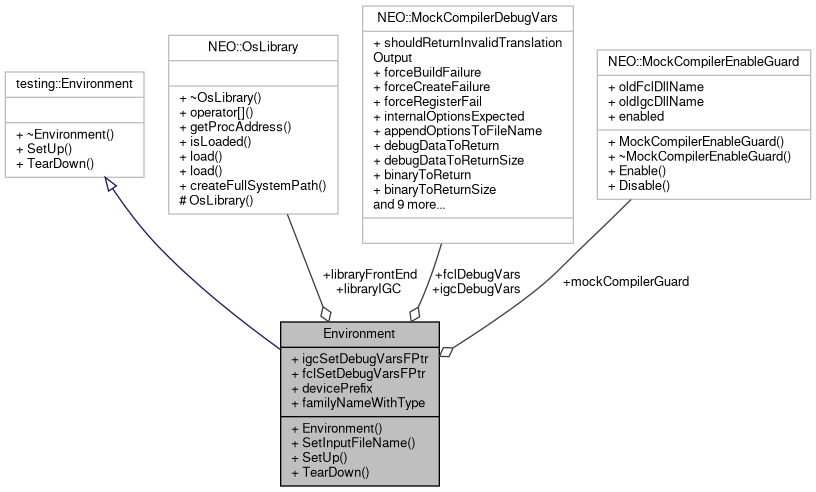 testing::Environment
+ ~Environment()
+ SetUp()
+ TearDown()
NEO::OsLibrary
+ ~OsLibrary()
+ operator[]()
+ getProcAddress()
+ isLoaded()
+ load()
+ load()
+ createFullSystemPath()
# OsLibrary()
NEO::MockCompilerDebugVars
+ shouldReturnInvalidTranslation
Output
+ forceBuildFailure
+ forceCreateFailure
+ forceRegisterFail
+ internalOptionsExpected
+ appendOptionsToFileName
+ debugDataToReturn
+ debugDataToReturnSize
+ binaryToReturn
+ binaryToReturnSize
and 9 more...
NEO::MockCompilerEnableGuard
+ oldFclDllName
+ oldIgcDllName
+ enabled
+ MockCompilerEnableGuard()
+ ~MockCompilerEnableGuard()
+ Enable()
+ Disable()
+libraryFrontEnd
+libraryIGC
+fclDebugVars
+igcDebugVars
+mockCompilerGuard
Environment
+ igcSetDebugVarsFPtr
+ fclSetDebugVarsFPtr
+ devicePrefix
+ familyNameWithType
+ Environment()
+ SetInputFileName()
+ SetUp()
+ TearDown()